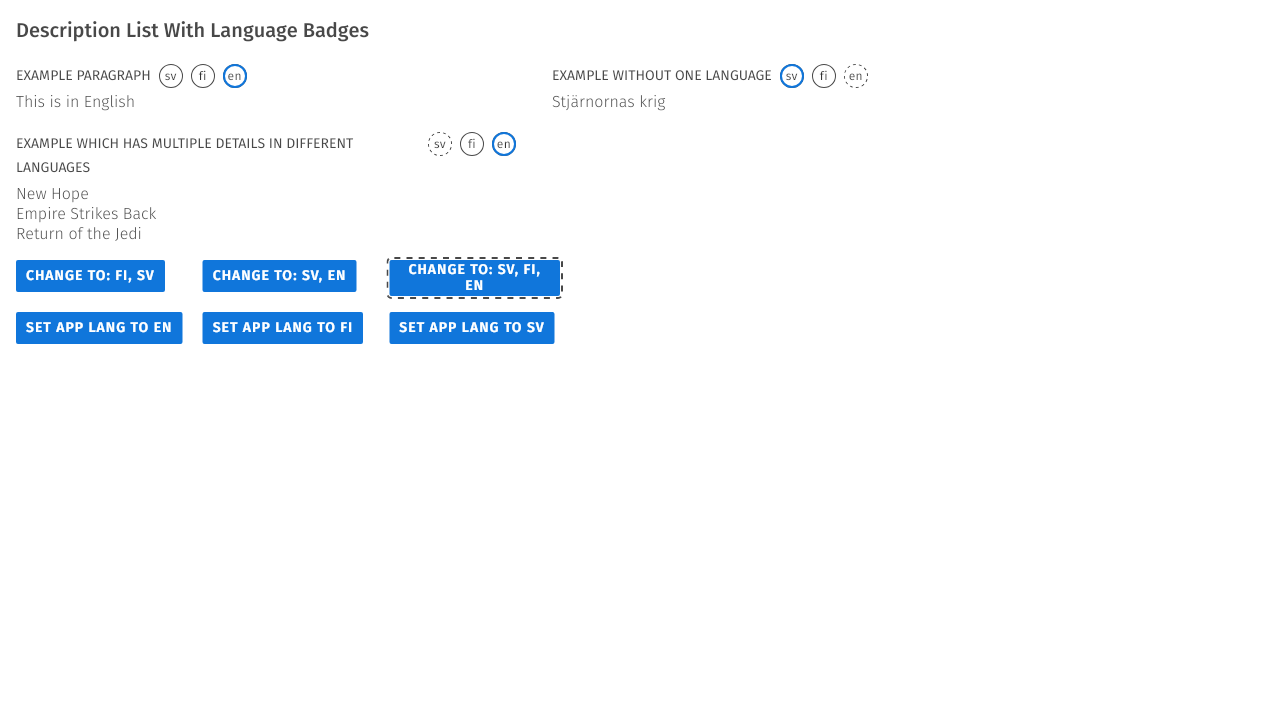 Description List With Language Badges
EXAMPLE PARAGRAPH sv fi en
This is in English
EXAMPLE WITHOUT ONE LANGUAGE sv fi en
Stjärnornas krig
EXAMPLE WHICH HAS MULTIPLE DETAILS IN DIFFERENT sv fi en
LANGUAGES
New Hope
Empire Strikes Back
Return of the Jedi
CHANGE TO: FI, SV
CHANGE TO: SV, EN
CHANGE TO: SV, FI,
EN
SET APP LANG TO EN
SET APP LANG TO FI
SET APP LANG TO SV